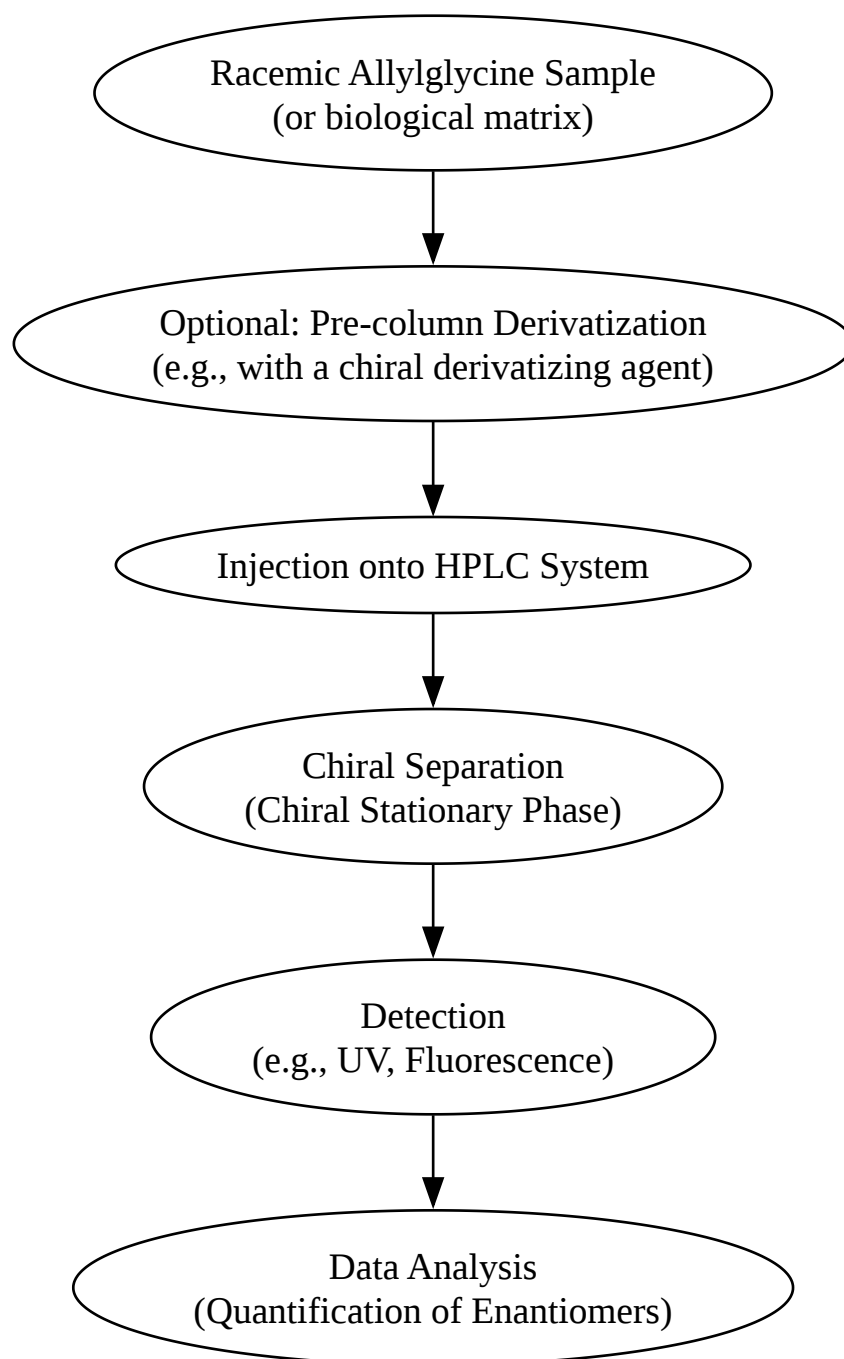 Racemic Allylglycine Sample
(or biological matrix)
Optional: Pre-column Derivatization
(e.g., with a chiral derivatizing agent)
Injection onto HPLC System
Chiral Separation
(Chiral Stationary Phase)
Detection
(e.g., UV, Fluorescence)
Data Analysis
(Quantification of Enantiomers)